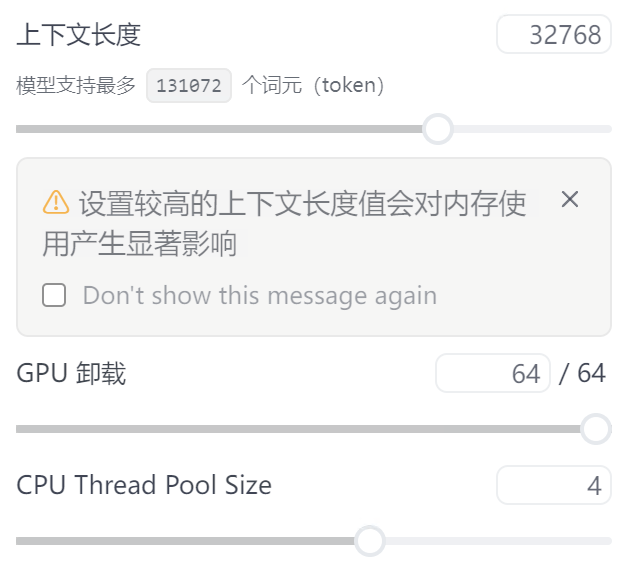 上下文长度 32768
模型支持最多 131072 个词元（token）
设置较高的上下文长度值会对内存使
用产生显著影响
Don't show this message again
GPU 卸载 64 / 64
CPU Thread Pool Size 4